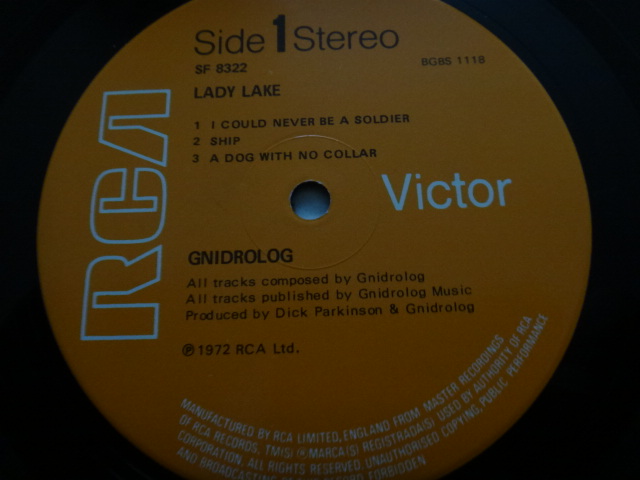 Side 1 Stereo
SF 8322
BGBS 1118
LADY LAKE
1 I COULD NEVER BE A SOLDIER
2 SHIP
3 A DOG WITH NO COLLAR
RCA
Victor
GNIDROLOG
All tracks composed by Gnidrolog
All tracks published by Gnidrolog Music
Produced by Dick Parkinson & Gnidrolog
℗ 1972 RCA Ltd.
MANUFACTURED BY RCA LIMITED, ENGLAND FROM MASTER RECORDINGS
OF RCA RECORDS, TM(S) ® MARCA(S) REGISTRADA(S) USED BY AUTHORITY OF RCA
CORPORATION. ALL RIGHTS RESERVED. UNAUTHORISED COPYING, PUBLIC PERFORMANCE
AND BROADCASTING RECORD FORBIDDEN